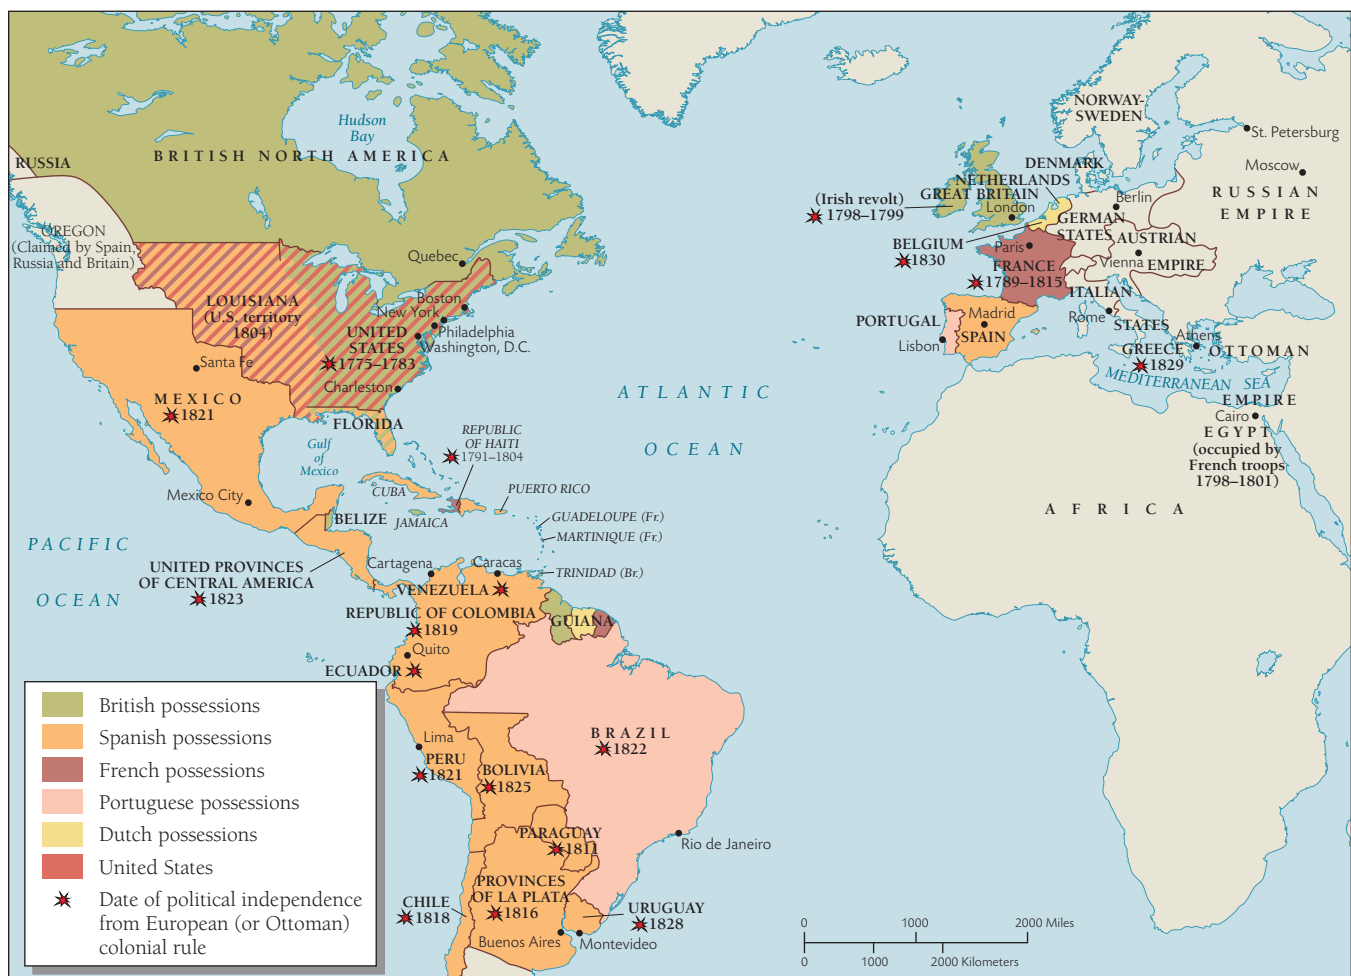 Hudson
Bay
BRITISH NORTH AMERICA
RUSSIA
OREGON
(Claimed by Spain,
Russia and Britain)
Quebec
LOUISIANA
(U.S. territory
1804)
Boston
New York
Philadelphia
Washington, D.C.
UNITED
STATES
1775–1783
Santa Fe
Charleston
MEXICO
1821
FLORIDA
Gulf
of
Mexico
REPUBLIC
OF HAITI
1791–1804
Mexico City
CUBA
PUERTO RICO
BELIZE
JAMAICA
GUADELOUPE (Fr.)
MARTINIQUE (Fr.)
TRINIDAD (Br.)
PACIFIC
OCEAN
UNITED PROVINCES
OF CENTRAL AMERICA
1823
Cartagena
Caracas
VENEZUELA
REPUBLIC OF COLOMBIA
1819
GUIANA
Quito
ECUADOR
BRAZIL
1822
Lima
PERU
1821
BOLIVIA
1825
PARAGUAY
1811
Rio de Janeiro
PROVINCES
OF LA PLATA
1816
CHILE
1818
URUGUAY
1828
Buenos Aires
Montevideo
ATLANTIC
OCEAN
NORWAY-
SWEDEN
St. Petersburg
Moscow
RUSSIAN
EMPIRE
DENMARK
NETHERLANDS
GREAT BRITAIN
London
(Irish revolt)
1798–1799
Berlin
GERMAN
STATES
BELGIUM
1830
Paris
FRANCE
1789–1815
AUSTRIAN
EMPIRE
Vienna
ITALIAN
STATES
Rome
PORTUGAL
Lisbon
Madrid
SPAIN
Athens
GREECE
1829
OTTOMAN
EMPIRE
MEDITERRANEAN SEA
Cairo
EGYPT
(occupied by
French troops
1798–1801)
AFRICA
British possessions
Spanish possessions
French possessions
Portuguese possessions
Dutch possessions
United States
Date of political independence
from European (or Ottoman)
colonial rule
0 1000 2000 Miles
0 1000 2000 Kilometers